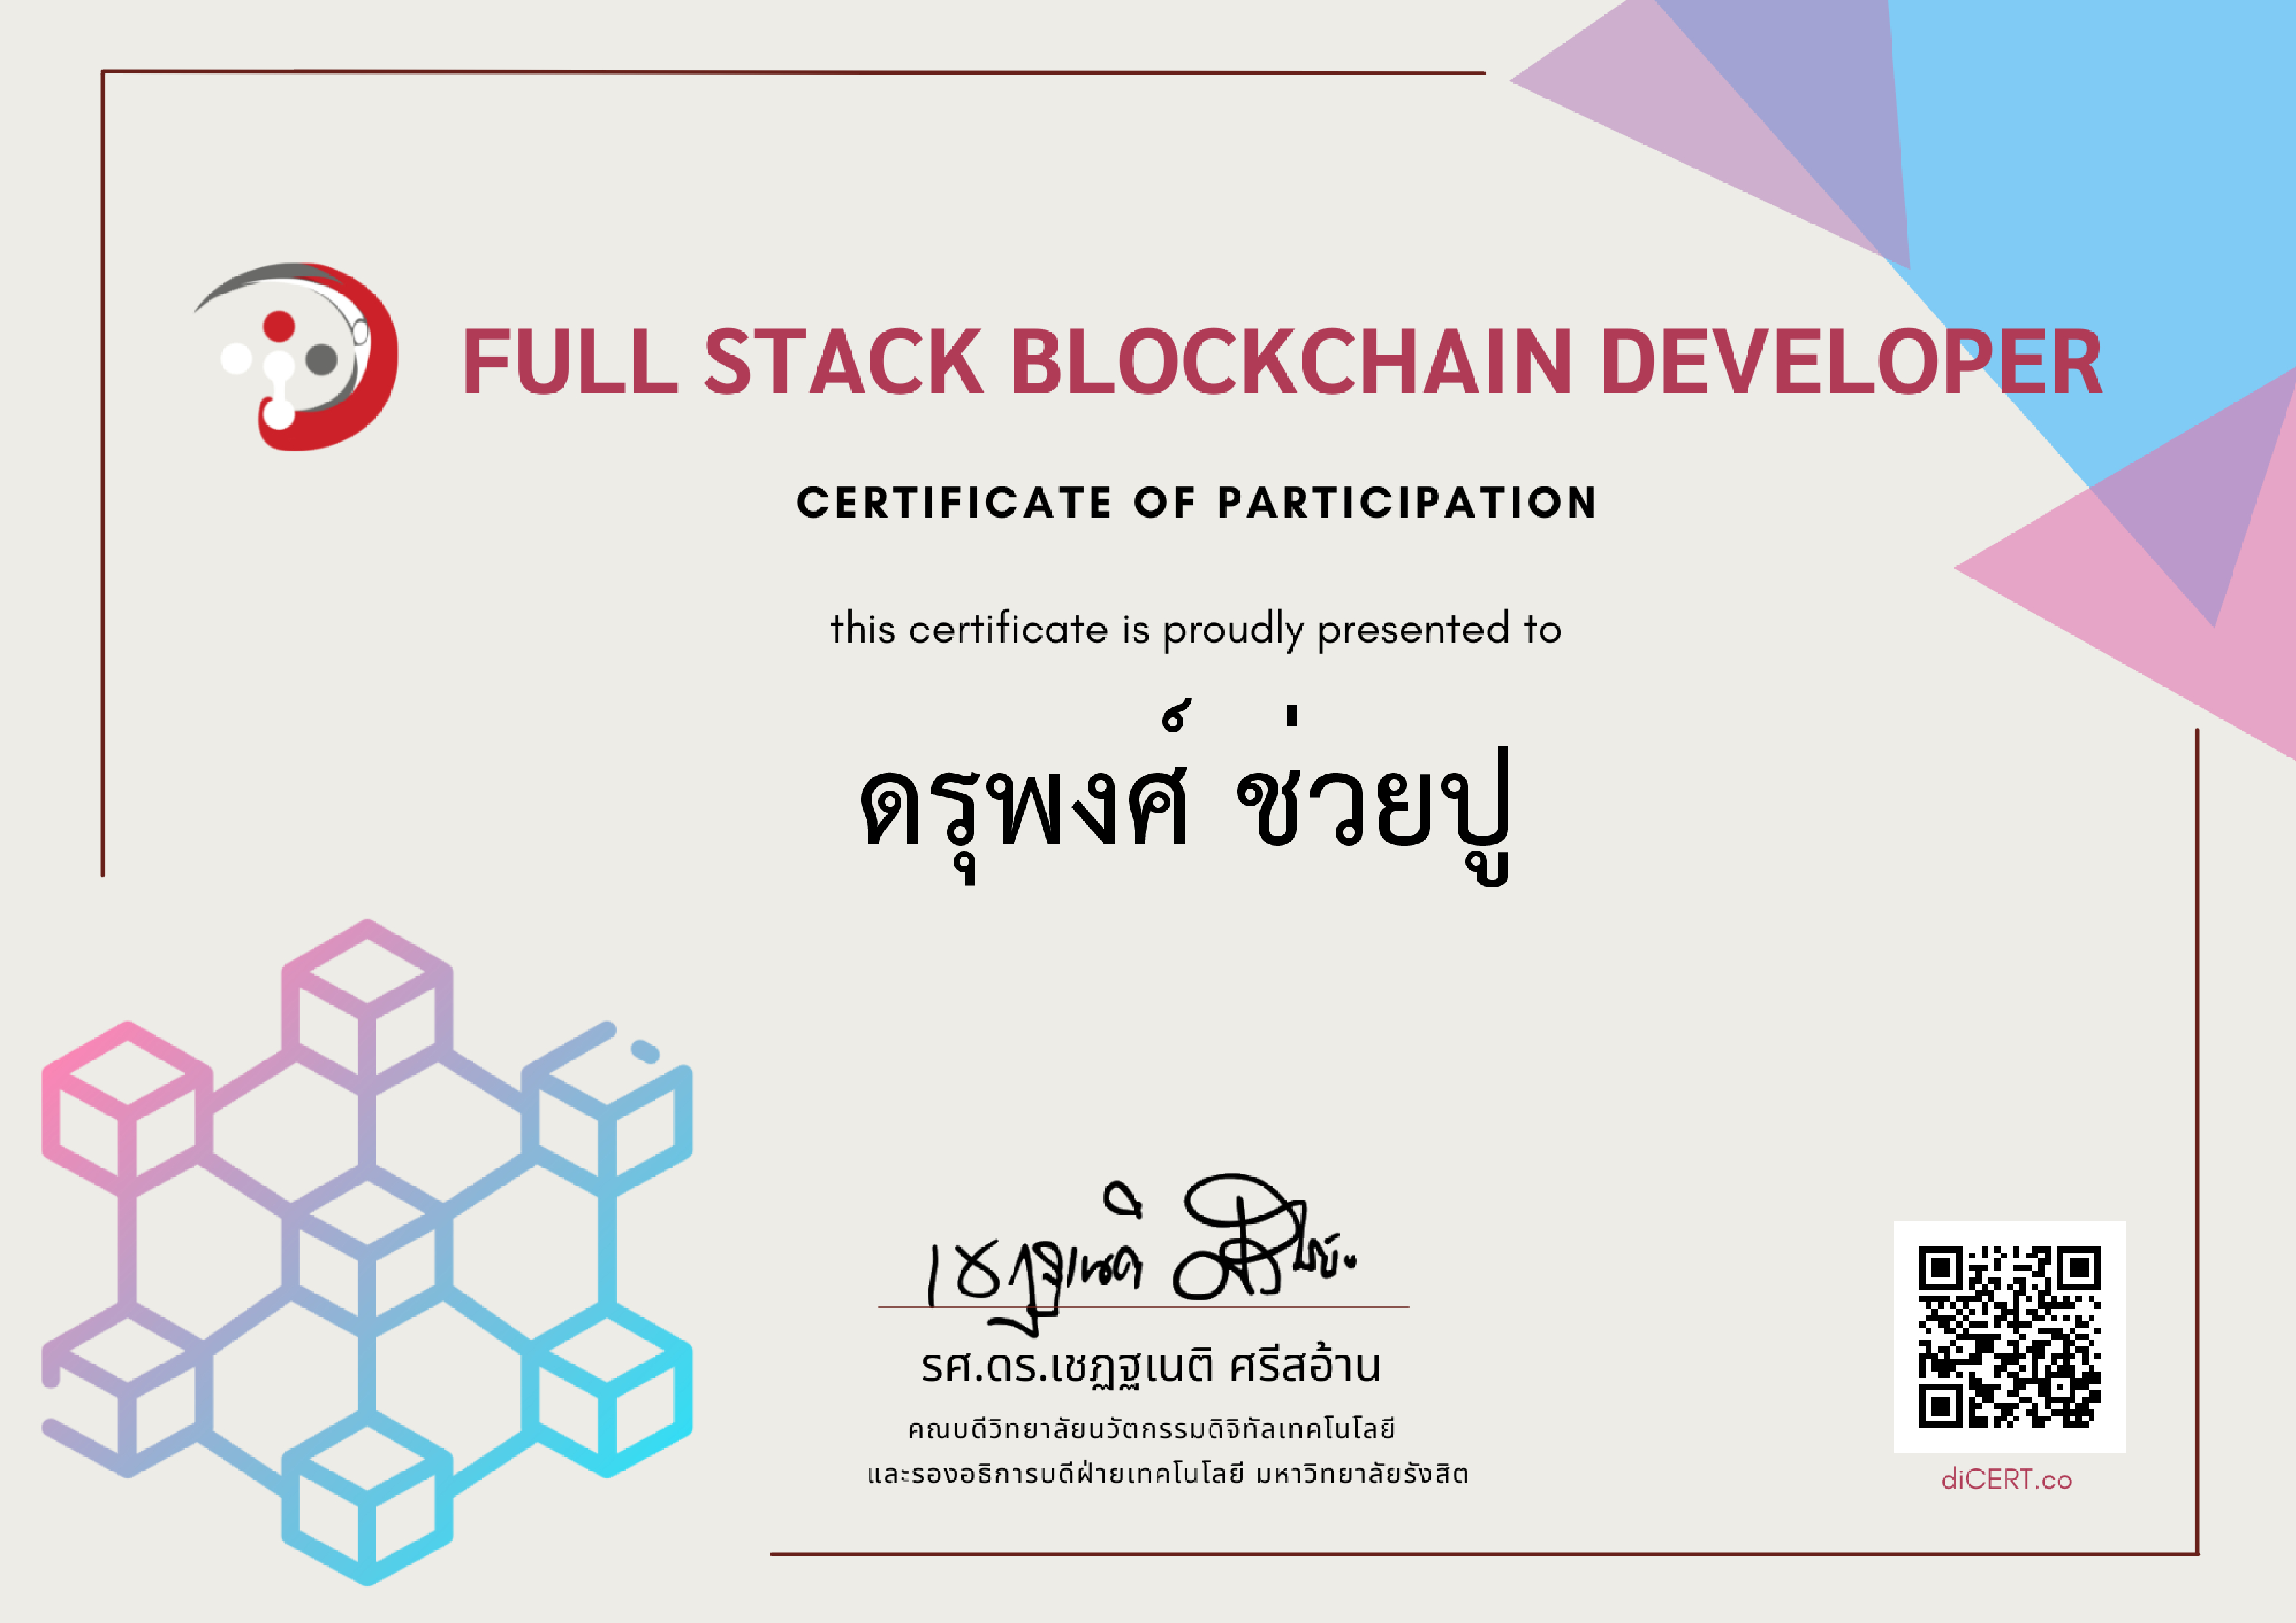 FULL STACK BLOCKCHAIN DEVELOPER
CERTIFICATE OF PARTICIPATION
this certificate is proudly presented to
ดรุพงศ์ ช่วยปู
รศ.ดร.เชฏฐเนติ ศรีสอ้าน
คณบดีวิทยาลัยนวัตกรรมดิจิทัลเทคโนโลยี
และรองอธิการบดีฝ่ายเทคโนโลยี มหาวิทยาลัยรังสิต
diCERT.co